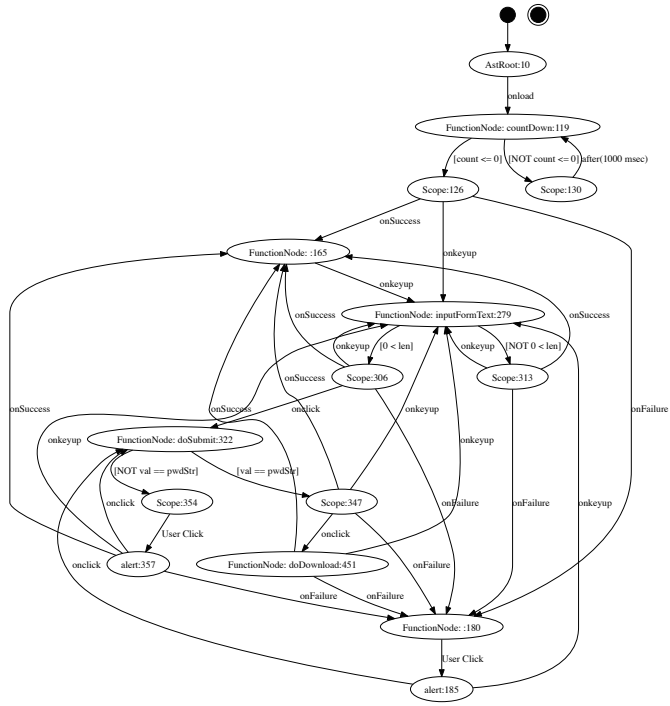 AstRoot:10
onload
FunctionNode: countDown:119
[count <= 0]
[NOT count <= 0]
after(1000 msec)
Scope:126
Scope:130
onSuccess
FunctionNode: :165
onkeyup
onkeyup
onSuccess
FunctionNode: inputFormText:279
onSuccess
onkeyup
[0 < len]
onkeyup
[NOT 0 < len]
onSuccess
Scope:306
Scope:313
onSuccess
onSuccess
onclick
onkeyup
onFailure
FunctionNode: doSubmit:322
onkeyup
onkeyup
[NOT val == pwdStr]
[val == pwdStr]
onclick
Scope:354
Scope:347
onFailure
onFailure
onkeyup
User Click
onclick
onclick
alert:357
FunctionNode: doDownload:451
onFailure
onFailure
onFailure
FunctionNode: :180
User Click
alert:185